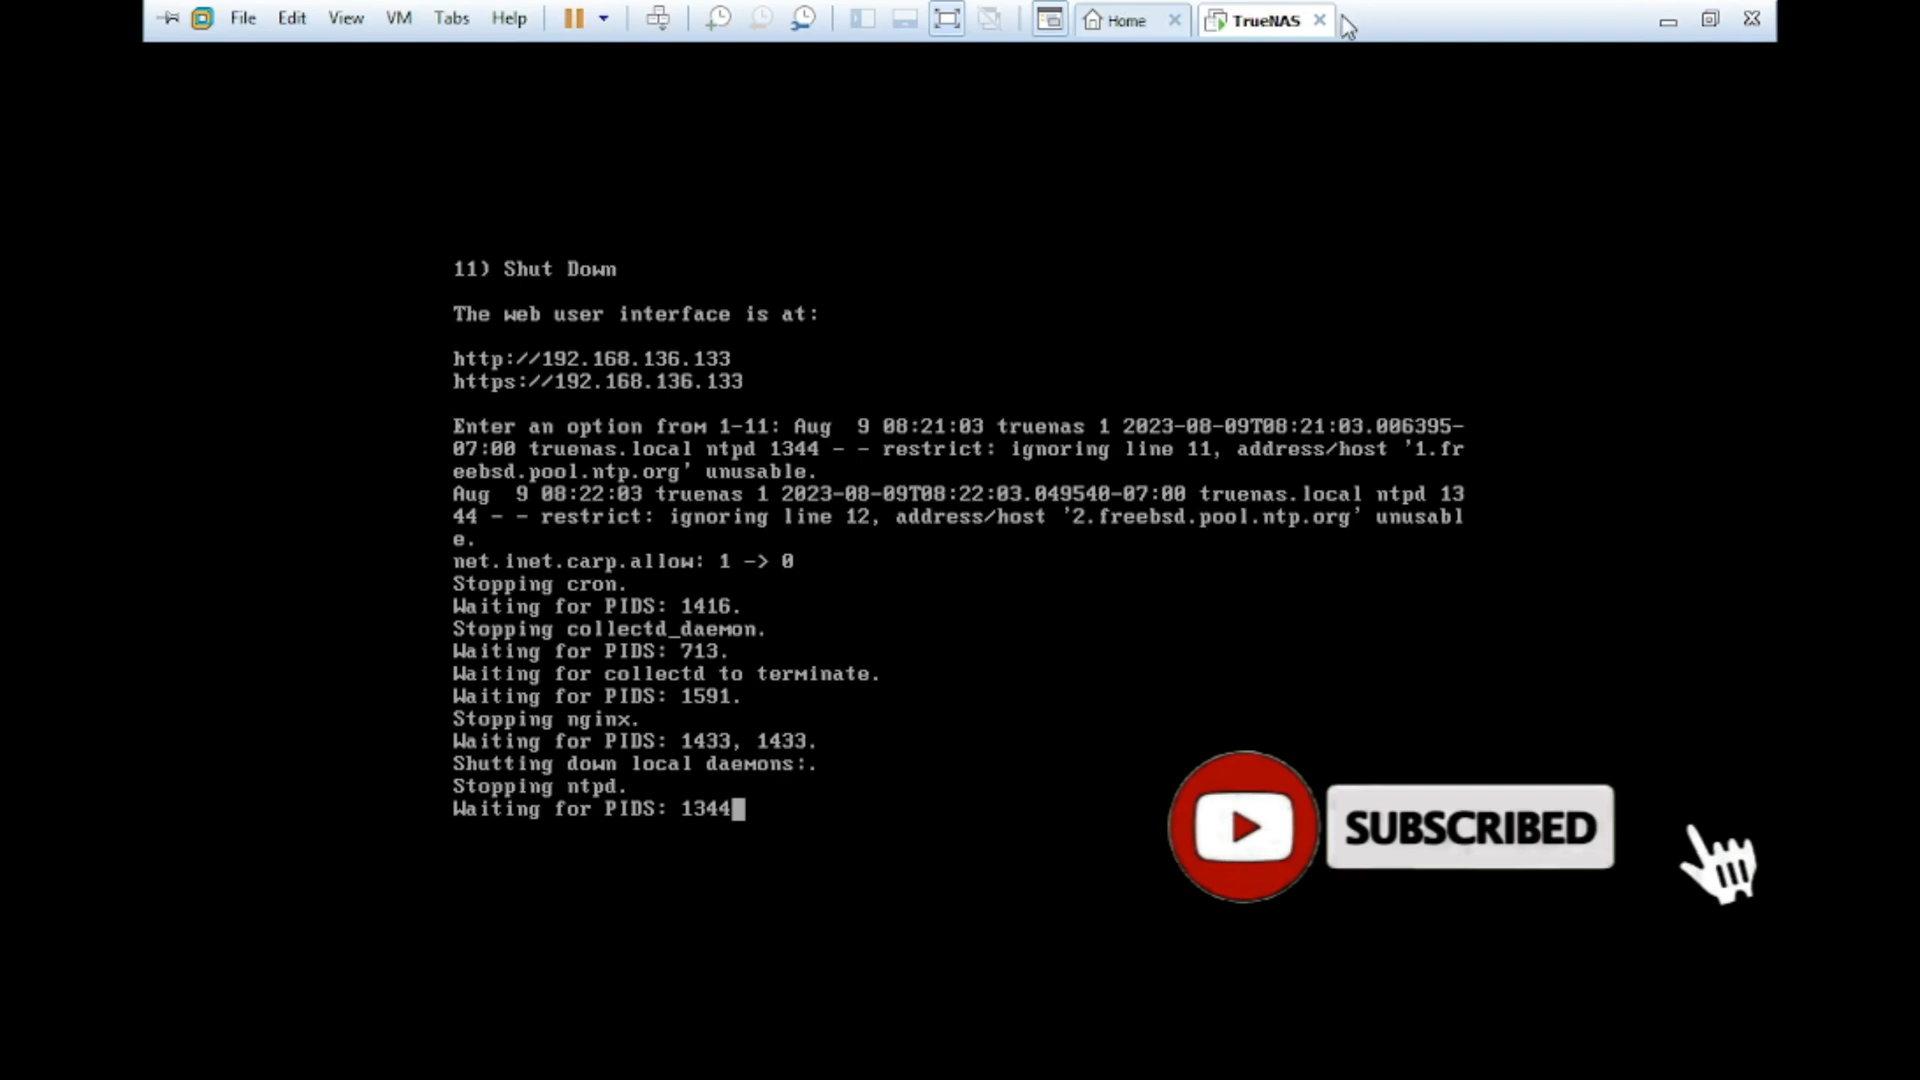 File Edit View VM Tabs Help Home TrueNAS
11) Shut Down
The web user interface is at:
http://192.168.136.133
https://192.168.136.133
Enter an option from 1-11: Aug  9 08:21:03 truenas 1 2023-08-09T08:21:03.006395-
07:00 truenas.local ntpd 1344 - - restrict: ignoring line 11, address/host '1.fr
eebsd.pool.ntp.org' unusable.
Aug  9 08:22:03 truenas 1 2023-08-09T08:22:03.049540-07:00 truenas.local ntpd 13
44 - - restrict: ignoring line 12, address/host '2.freebsd.pool.ntp.org' unusabl
e.
net.inet.carp.allow: 1 -> 0
Stopping cron.
Waiting for PIDS: 1416.
Stopping collectd_daemon.
Waiting for PIDS: 713.
Waiting for collectd to terminate.
Waiting for PIDS: 1591.
Stopping nginx.
Waiting for PIDS: 1433, 1433.
Shutting down local daemons:.
Stopping ntpd.
Waiting for PIDS: 1344
SUBSCRIBED